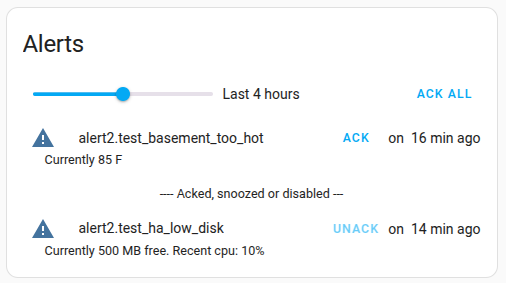 Alerts
Last 4 hours ACK ALL
alert2.test_basement_too_hot ACK on 16 min ago
Currently 85 F
---- Acked, snoozed or disabled ---
alert2.test_ha_low_disk UNACK on 14 min ago
Currently 500 MB free. Recent cpu: 10%